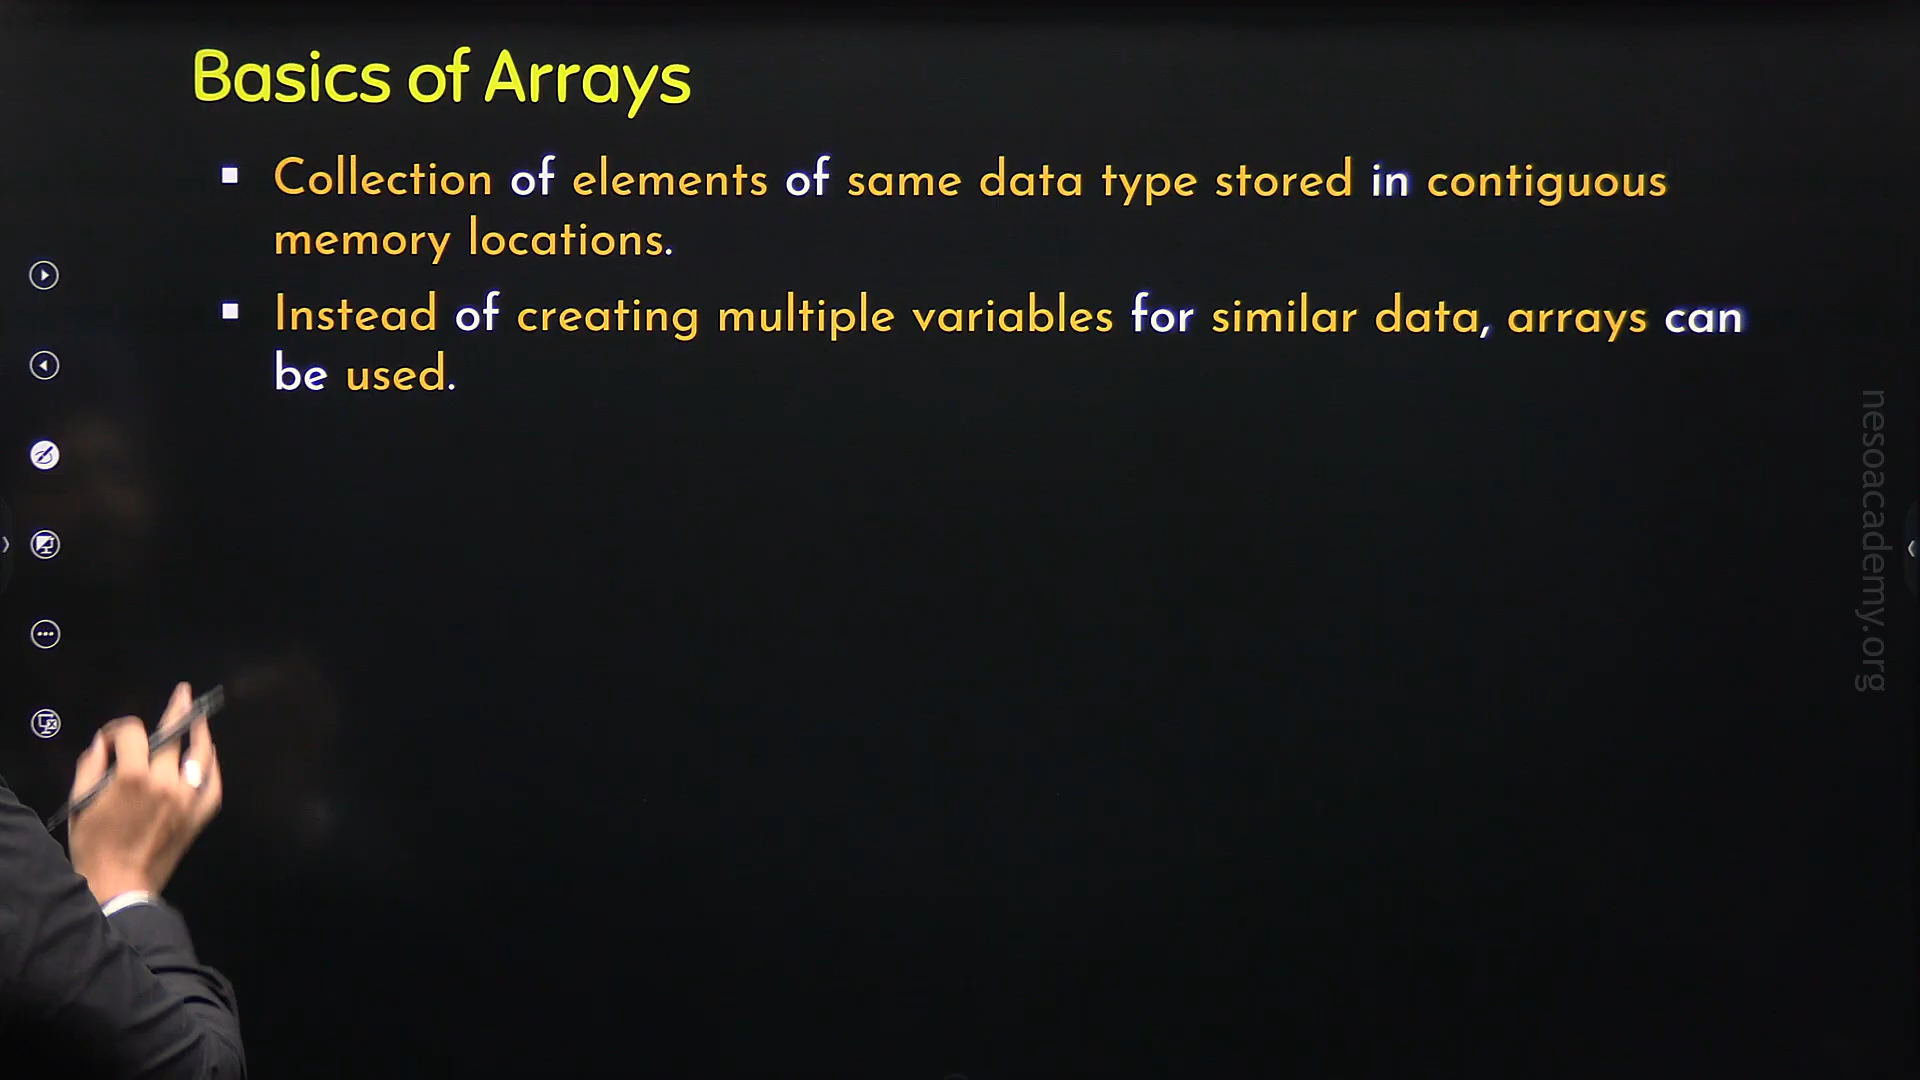 Basics of Arrays
▪ Collection of elements of same data type stored in contiguous
memory locations.
▪ Instead of creating multiple variables for similar data, arrays can
be used.
nesoacademy.org